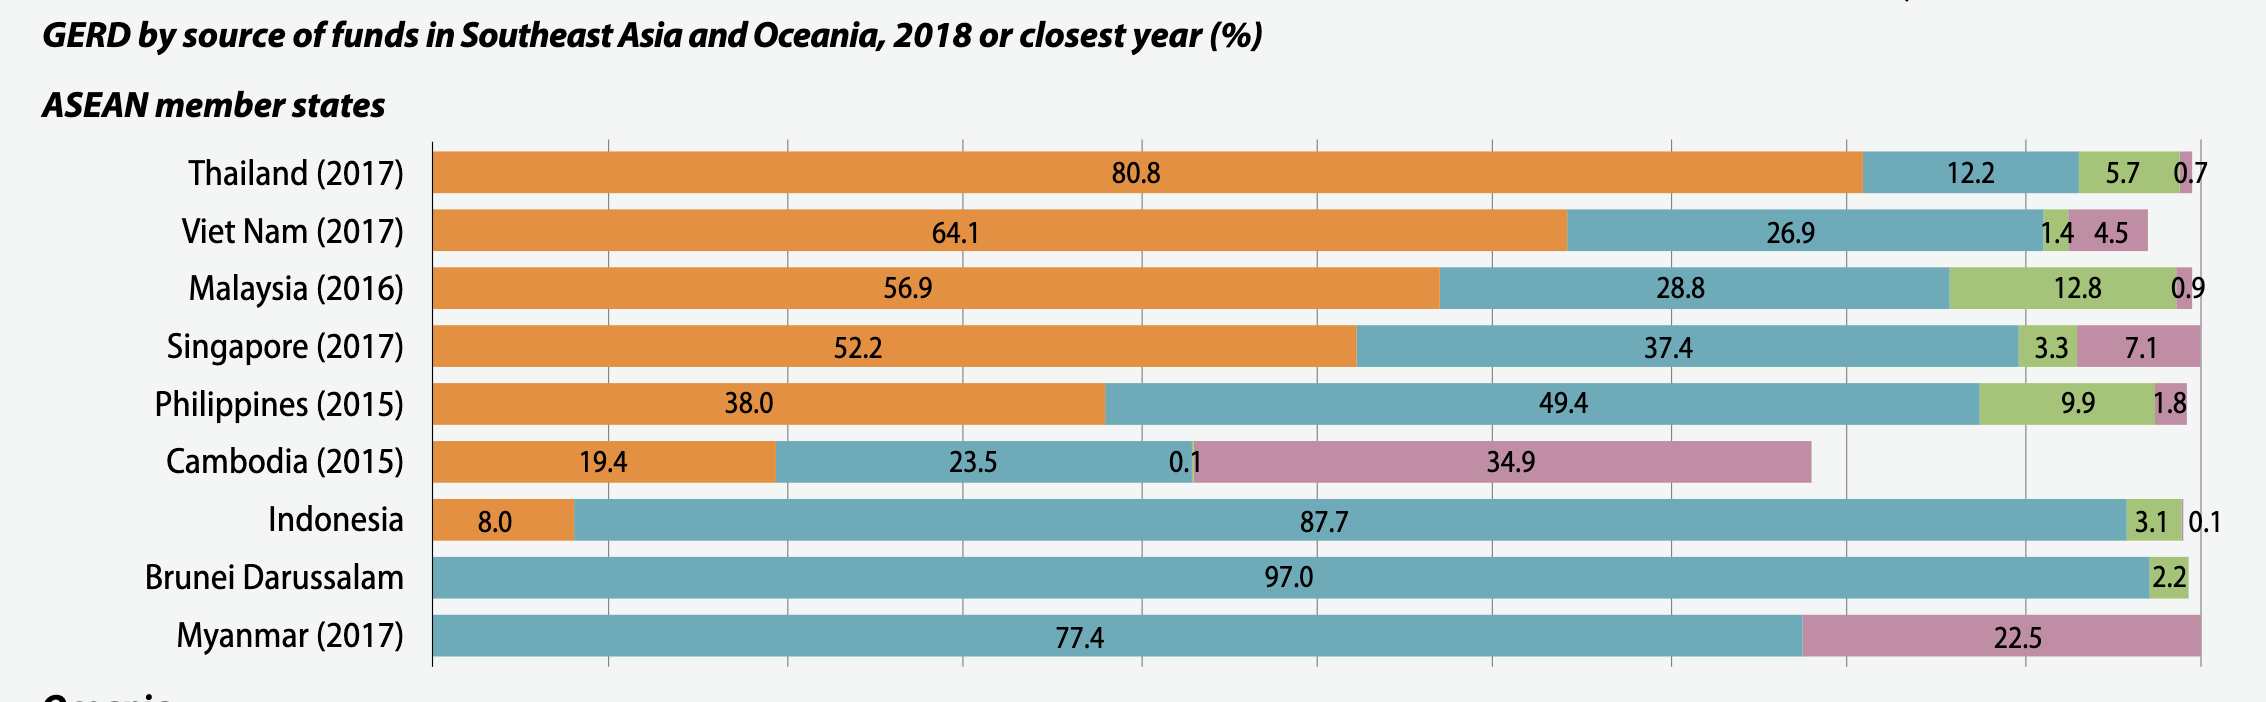 GERD by source of funds in Southeast Asia and Oceania, 2018 or closest year (%)
ASEAN member states
Thailand (2017) 80.8 12.2 5.7 0.7
Viet Nam (2017) 64.1 26.9 1.4 4.5
Malaysia (2016) 56.9 28.8 12.8 0.9
Singapore (2017) 52.2 37.4 3.3 7.1
Philippines (2015) 38.0 49.4 9.9 1.8
Cambodia (2015) 19.4 23.5 0.1 34.9
Indonesia 8.0 87.7 3.1 0.1
Brunei Darussalam 97.0 2.2
Myanmar (2017) 77.4 22.5